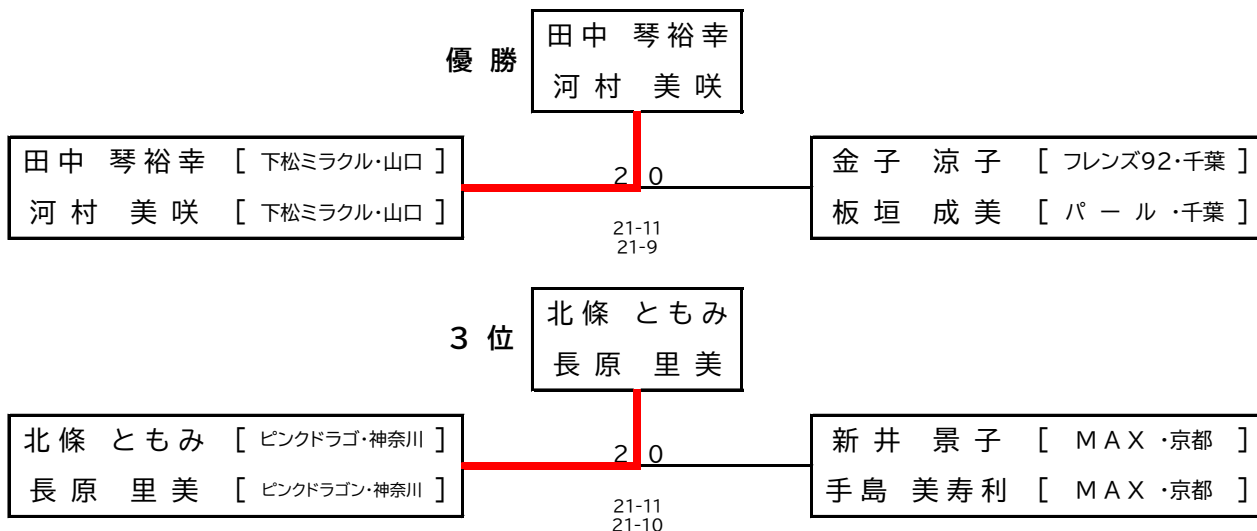 田中 琴裕幸
優 勝
河村 美咲
田中 琴裕幸 [ 下松ミラクル・山口 ]
河村 美咲 [ 下松ミラクル・山口 ]
2 0
21-11
21-9
金子 涼子 [ フレンズ92・千葉 ]
板垣 成美 [ パール・千葉 ]
北條 ともみ
3 位
長原 里美
北條 ともみ [ ピンクドラゴ・神奈川 ]
長原 里美 [ ピンクドラゴン・神奈川 ]
2 0
21-11
21-10
新井 景子 [ MAX・京都 ]
手島 美寿利 [ MAX・京都 ]